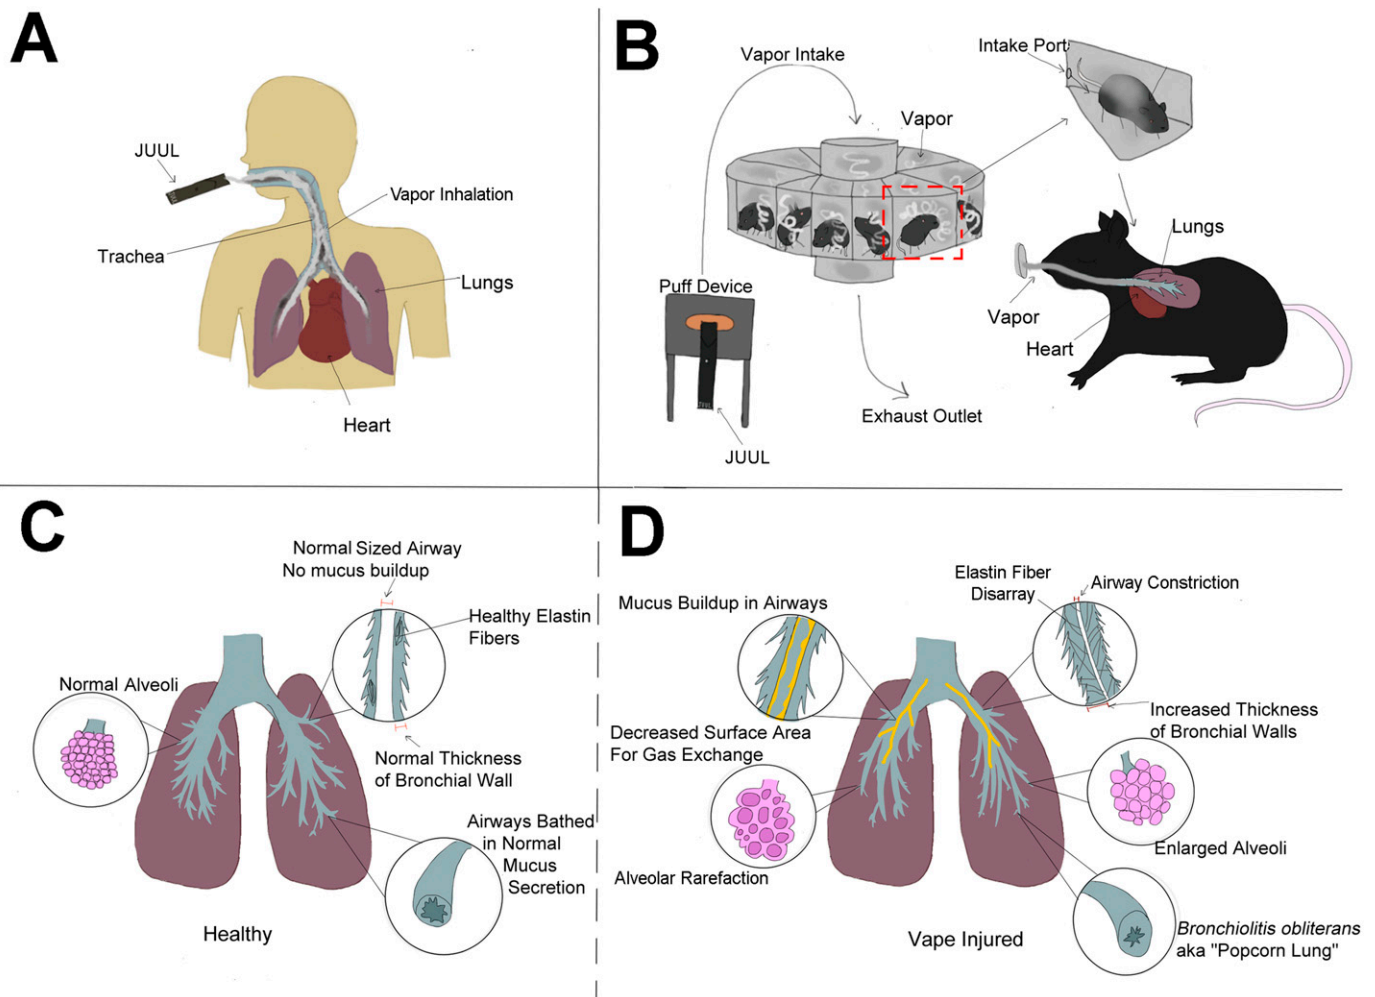 A
JUUL
Vapor Inhalation
Trachea
Lungs
Heart
B
Vapor Intake
Intake Port
Vapor
Puff Device
JUUL
Exhaust Outlet
Lungs
Vapor
Heart
C
Normal Sized Airway
No mucus buildup
Healthy Elastin
Fibers
Normal Alveoli
Normal Thickness
of Bronchial Wall
Airways Bathed
in Normal
Mucus
Secretion
Healthy
D
Elastin Fiber
Disarray
Airway Constriction
Mucus Buildup in Airways
Increased Thickness
of Bronchial Walls
Decreased Surface Area
For Gas Exchange
Enlarged Alveoli
Alveolar Rarefaction
Bronchiolitis obliterans
aka "Popcorn Lung"
Vape Injured